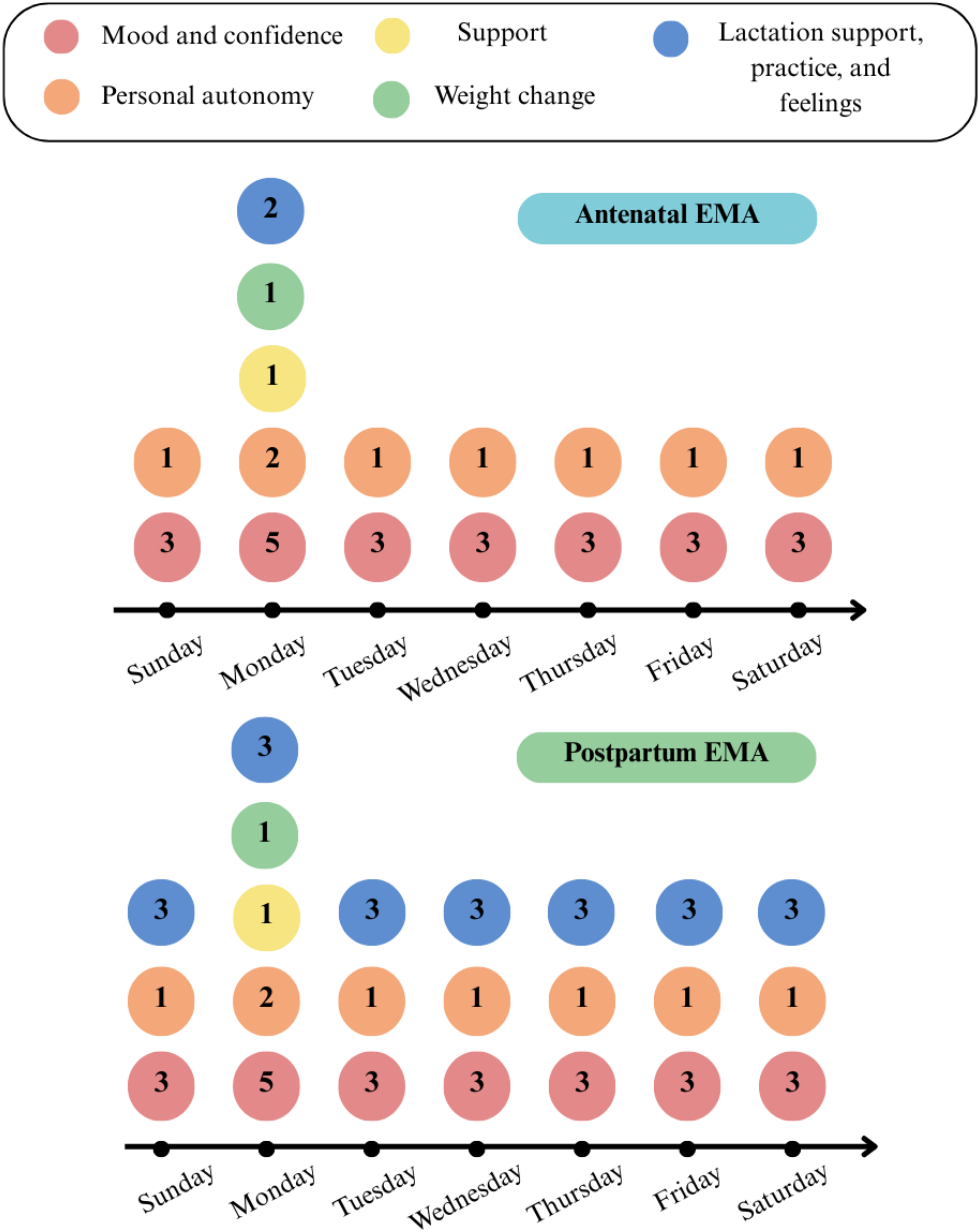 Mood and confidence
Support
Lactation support,
practice, and
feelings
Personal autonomy
Weight change
2
Antenatal EMA
1
1
1 2 1 1 1 1 1
3 5 3 3 3 3 3
Sunday Monday Tuesday Wednesday Thursday Friday Saturday
3
Postpartum EMA
1
1
3 3 3 3 3 3
1 2 1 1 1 1 1
3 5 3 3 3 3 3
Sunday Monday Tuesday Wednesday Thursday Friday Saturday